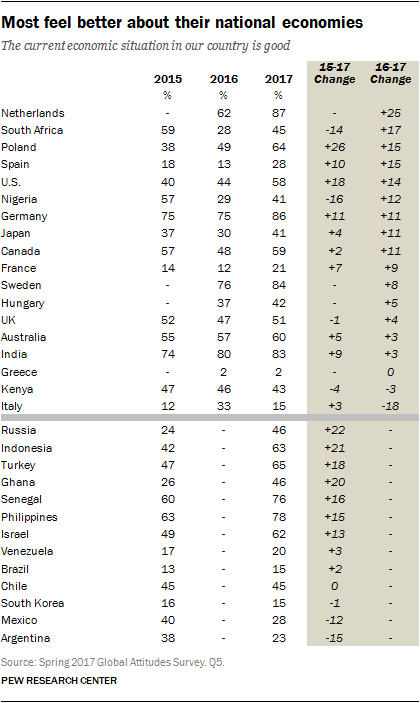 Most feel better about their national economies
The current economic situation in our country is good
2015 2016 2017 15-17 Change 16-17 Change
% % %
Netherlands - 62 87 - +25
South Africa 59 28 45 -14 +17
Poland 38 49 64 +26 +15
Spain 18 13 28 +10 +15
U.S. 40 44 58 +18 +14
Nigeria 57 29 41 -16 +12
Germany 75 75 86 +11 +11
Japan 37 30 41 +4 +11
Canada 57 48 59 +2 +11
France 14 12 21 +7 +9
Sweden - 76 84 - +8
Hungary - 37 42 - +5
UK 52 47 51 -1 +4
Australia 55 57 60 +5 +3
India 74 80 83 +9 +3
Greece - 2 2 - 0
Kenya 47 46 43 -4 -3
Italy 12 33 15 +3 -18
Russia 24 - 46 +22 -
Indonesia 42 - 63 +21 -
Turkey 47 - 65 +18 -
Ghana 26 - 46 +20 -
Senegal 60 - 76 +16 -
Philippines 63 - 78 +15 -
Israel 49 - 62 +13 -
Venezuela 17 - 20 +3 -
Brazil 13 - 15 +2 -
Chile 45 - 45 0 -
South Korea 16 - 15 -1 -
Mexico 40 - 28 -12 -
Argentina 38 - 23 -15 -
Source: Spring 2017 Global Attitudes Survey. Q5.
PEW RESEARCH CENTER